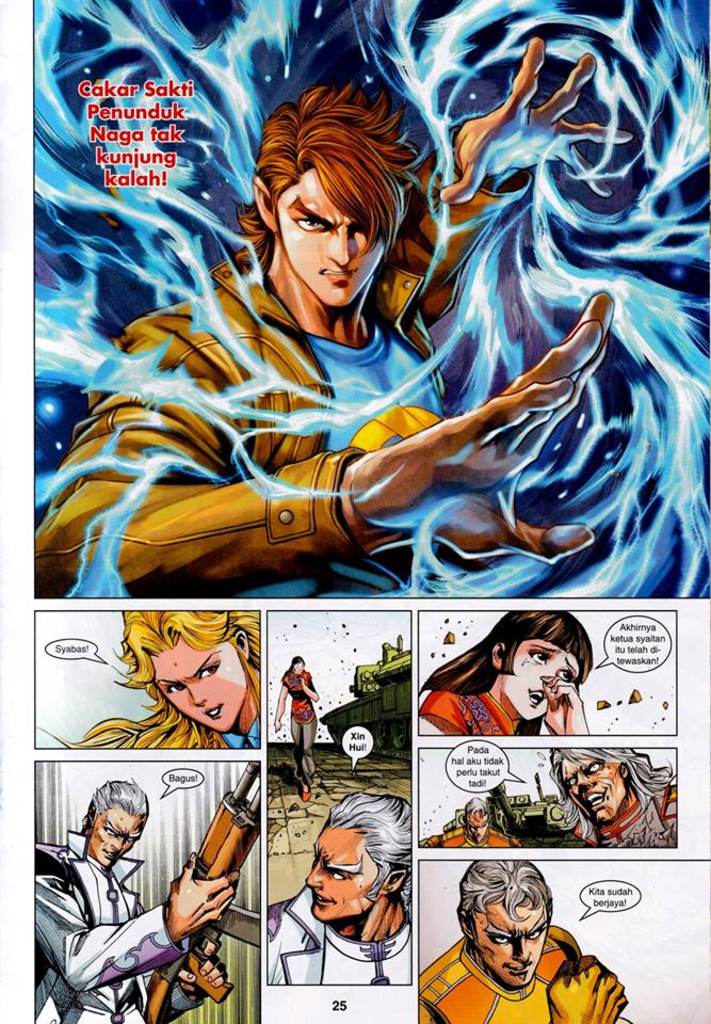 Cakar Sakti
Penunduk
Naga tak
kunjung
kalah!
Syabas!
Bagus!
Xin
Hui!
Akhirnya
ketua syaitan
itu telah di-
tewaskan!
Pada
hal aku tidak
perlu takut
tadi!
Kita sudah
berjaya!
25